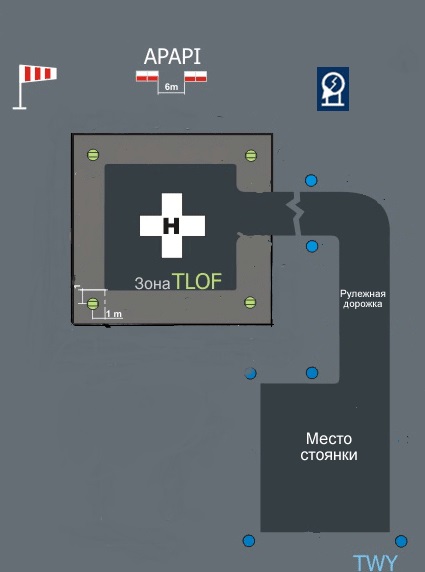 APAPI
6m
H
Зона TLOF
1 m
Рулежная
дорожка
Место
стоянки
TWY